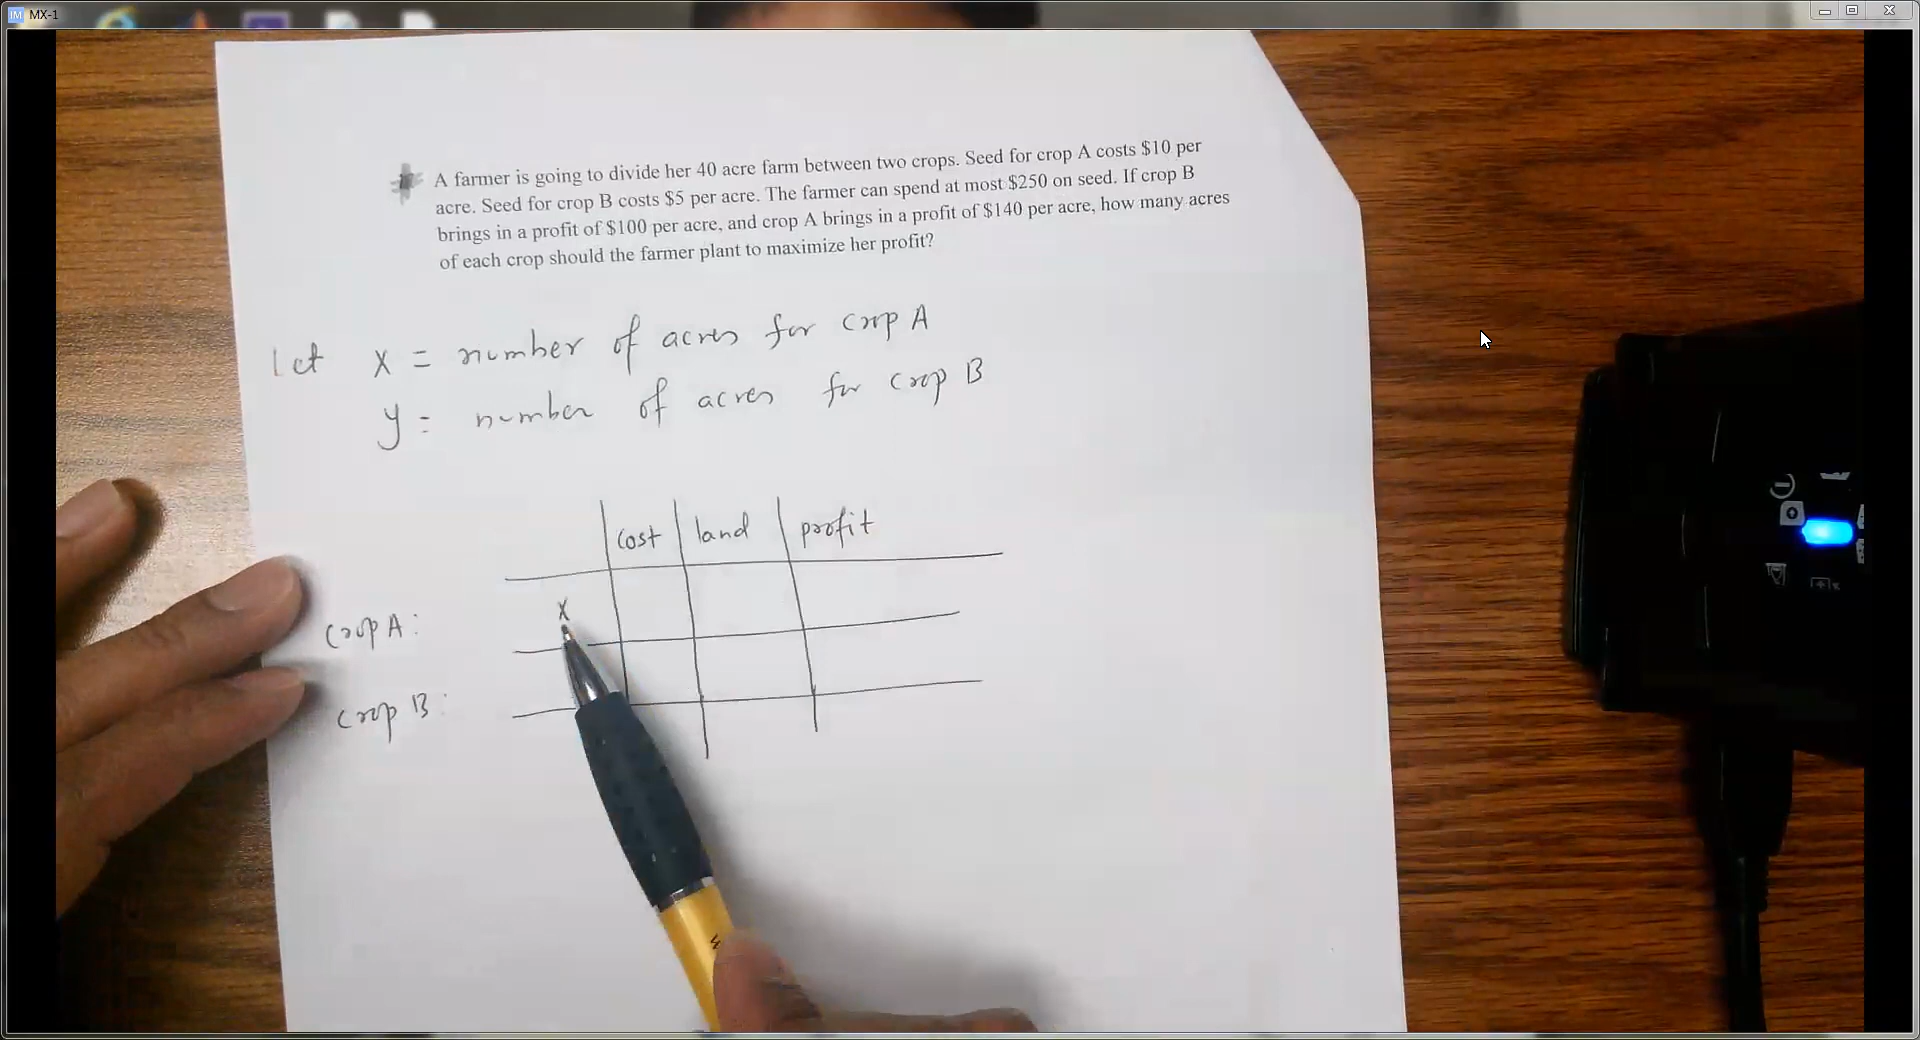 MX-1
A farmer is going to divide her 40 acre farm between two crops. Seed for crop A costs $10 per
acre. Seed for crop B costs $5 per acre. The farmer can spend at most $250 on seed. If crop B
brings in a profit of $100 per acre, and crop A brings in a profit of $140 per acre, how many acres
of each crop should the farmer plant to maximize her profit?
Let x = number of acres for crop A
y = number of acres for crop B
cost land profit
crop A: x
crop B: